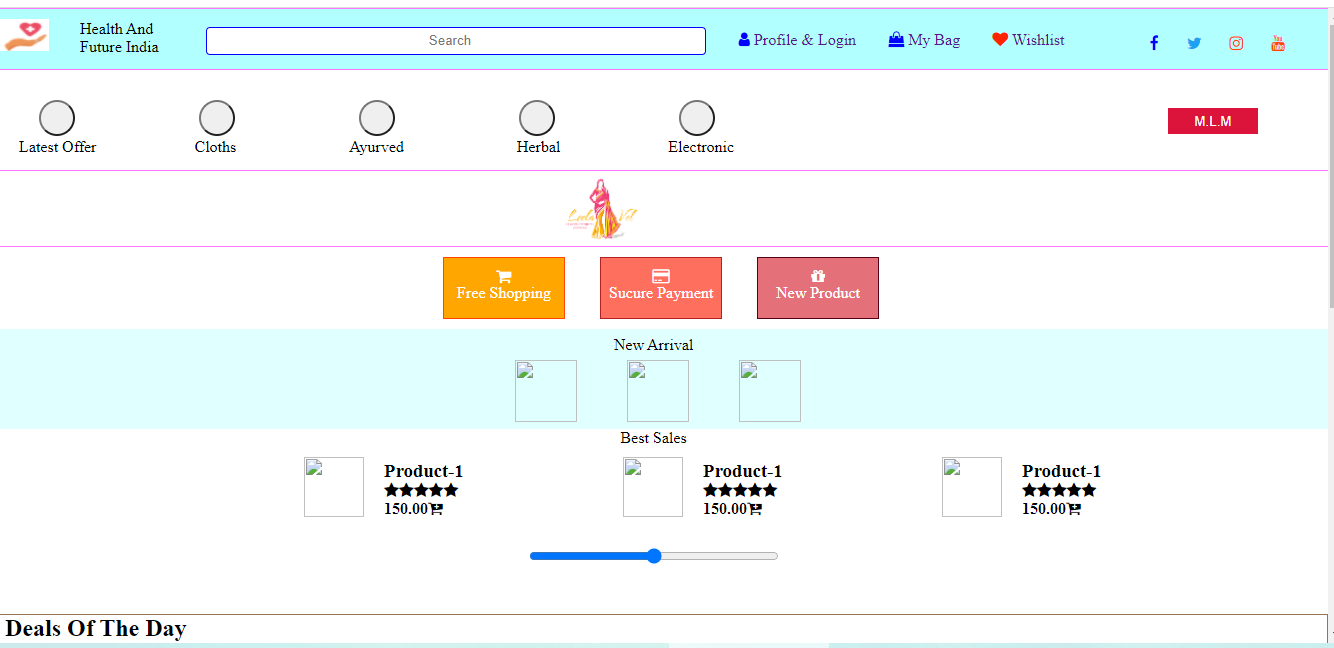 Health And
Future India
Search
Profile & Login
My Bag
Wishlist
You
Tube
Latest Offer
Cloths
Ayurved
Herbal
Electronic
M.L.M
Free Shopping
Sucure Payment
New Product
New Arrival
Best Sales
Product-1
150.00
Product-1
150.00
Product-1
150.00
Deals Of The Day